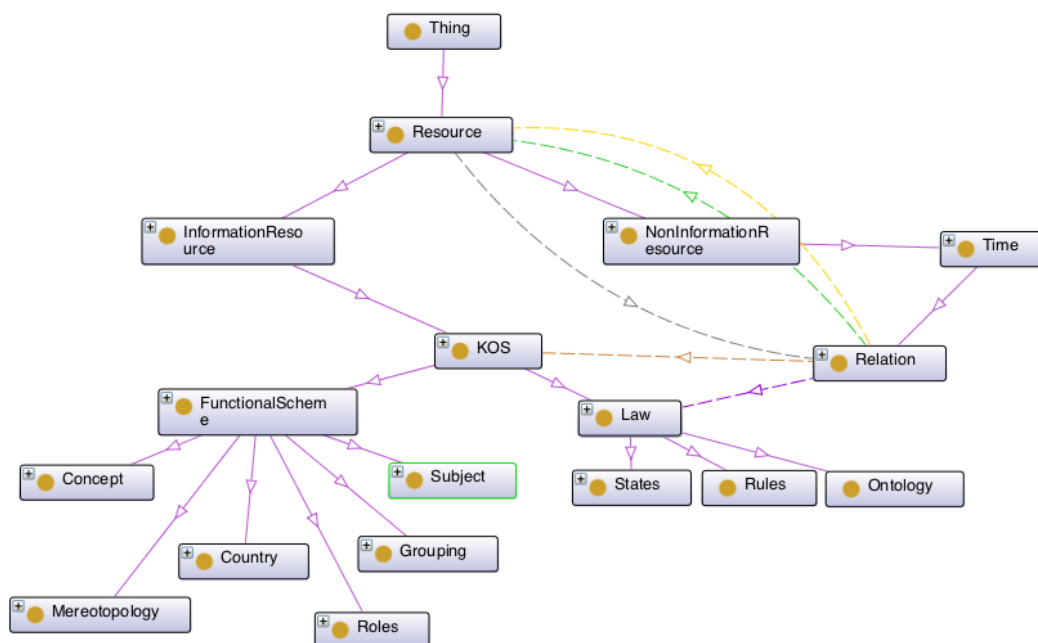 Thing
Resource
InformationReso
urce
NonInformationR
esource
Time
KOS
Relation
FunctionalSchem
e
Law
Concept
Subject
States
Rules
Ontology
Country
Grouping
Mereotopology
Roles